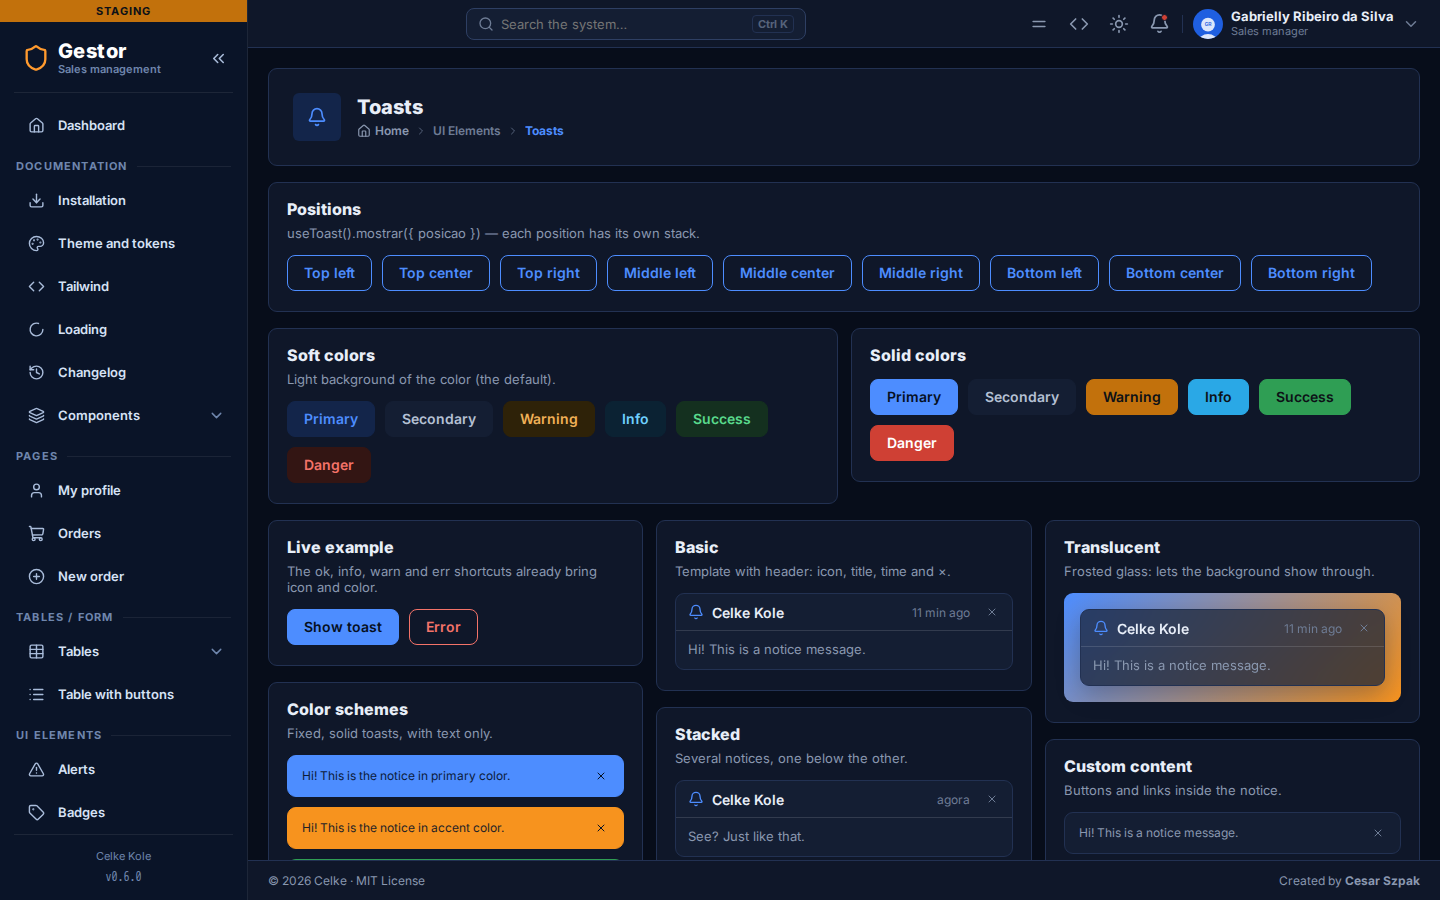 STAGING
Gestor
Sales management
Dashboard
DOCUMENTATION
Installation
Theme and tokens
Tailwind
Loading
Changelog
Components
PAGES
My profile
Orders
New order
TABLES / FORM
Tables
Table with buttons
UI ELEMENTS
Alerts
Badges
Celke Kole
v0.6.0
Search the system...
Ctrl K
GR
Gabrielly Ribeiro da Silva
Sales manager
Toasts
Home > UI Elements > Toasts
Positions
useToast().mostrar({ posicao }) — each position has its own stack.
Top left Top center Top right Middle left Middle center Middle right Bottom left Bottom center Bottom right
Soft colors
Light background of the color (the default).
Primary Secondary Warning Info Success
Danger
Solid colors
Primary Secondary Warning Info Success
Danger
Live example
The ok, info, warn and err shortcuts already bring
icon and color.
Show toast Error
Color schemes
Fixed, solid toasts, with text only.
Hi! This is the notice in primary color. ×
Hi! This is the notice in accent color. ×
Basic
Template with header: icon, title, time and ×.
Celke Kole 11 min ago ×
Hi! This is a notice message.
Stacked
Several notices, one below the other.
Celke Kole agora ×
See? Just like that.
Translucent
Frosted glass: lets the background show through.
Celke Kole 11 min ago ×
Hi! This is a notice message.
Custom content
Buttons and links inside the notice.
Hi! This is a notice message. ×
© 2026 Celke · MIT License
Created by Cesar Szpak